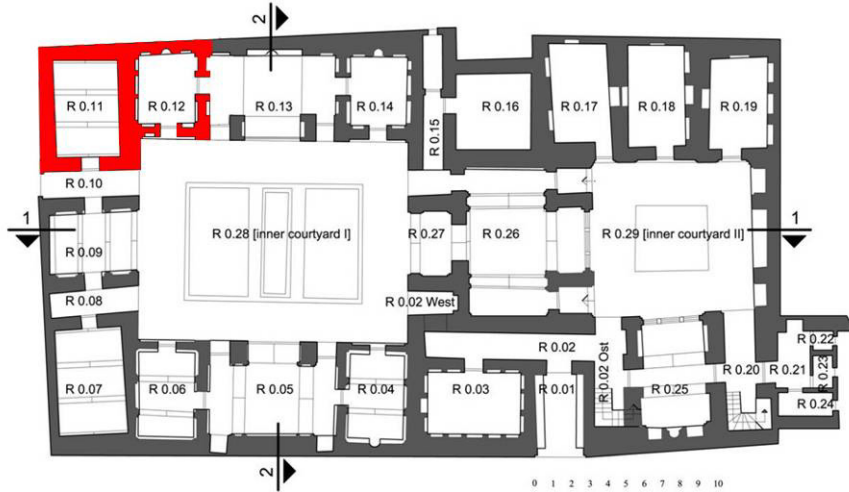 2
R 0.11
R 0.12
R 0.13
R 0.14
R 0.15
R 0.16
R 0.17
R 0.18
R 0.19
R 0.10
1
R 0.09
R 0.28 [inner courtyard I]
R 0.27
R 0.26
R 0.29 [inner courtyard II]
1
R 0.08
R 0.02 West
R 0.07
R 0.06
R 0.05
R 0.04
R 0.03
R 0.02
R 0.01
R 0.02 Ost
R 0.25
R 0.20
R 0.21
R 0.22
R 0.23
R 0.24
2
0 1 2 3 4 5 6 7 8 9 10